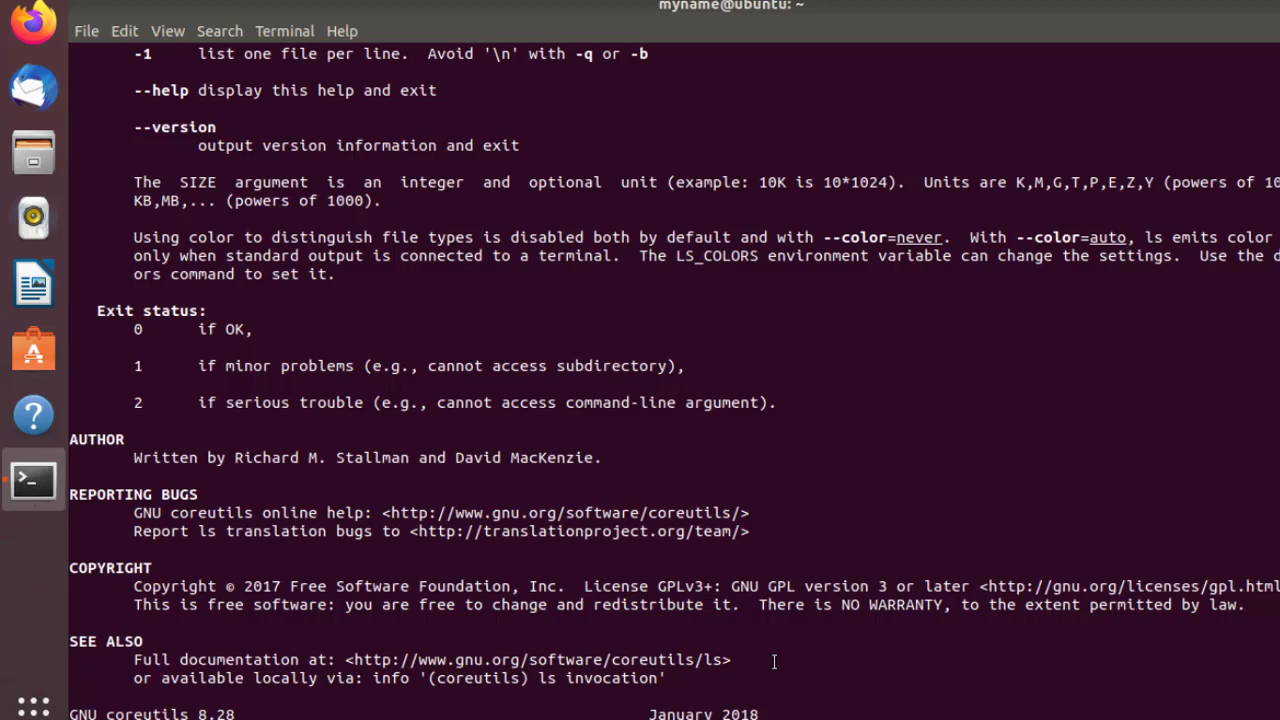 myname@ubuntu: ~
File Edit View Search Terminal Help
-1 list one file per line. Avoid '\n' with -q or -b
--help display this help and exit
--version
output version information and exit
The SIZE argument is an integer and optional unit (example: 10K is 10*1024). Units are K,M,G,T,P,E,Z,Y (powers of 10
KB,MB,... (powers of 1000).
Using color to distinguish file types is disabled both by default and with --color=never. With --color=auto, ls emits color
only when standard output is connected to a terminal. The LS_COLORS environment variable can change the settings. Use the d
ors command to set it.
Exit status:
0 if OK,
1 if minor problems (e.g., cannot access subdirectory),
2 if serious trouble (e.g., cannot access command-line argument).
AUTHOR
Written by Richard M. Stallman and David MacKenzie.
REPORTING BUGS
GNU coreutils online help: <http://www.gnu.org/software/coreutils/>
Report ls translation bugs to <http://translationproject.org/team/>
COPYRIGHT
Copyright © 2017 Free Software Foundation, Inc. License GPLv3+: GNU GPL version 3 or later <http://gnu.org/licenses/gpl.html
This is free software: you are free to change and redistribute it. There is NO WARRANTY, to the extent permitted by law.
SEE ALSO
Full documentation at: <http://www.gnu.org/software/coreutils/ls>
or available locally via: info '(coreutils) ls invocation'
GNU coreutils 8.28 January 2018